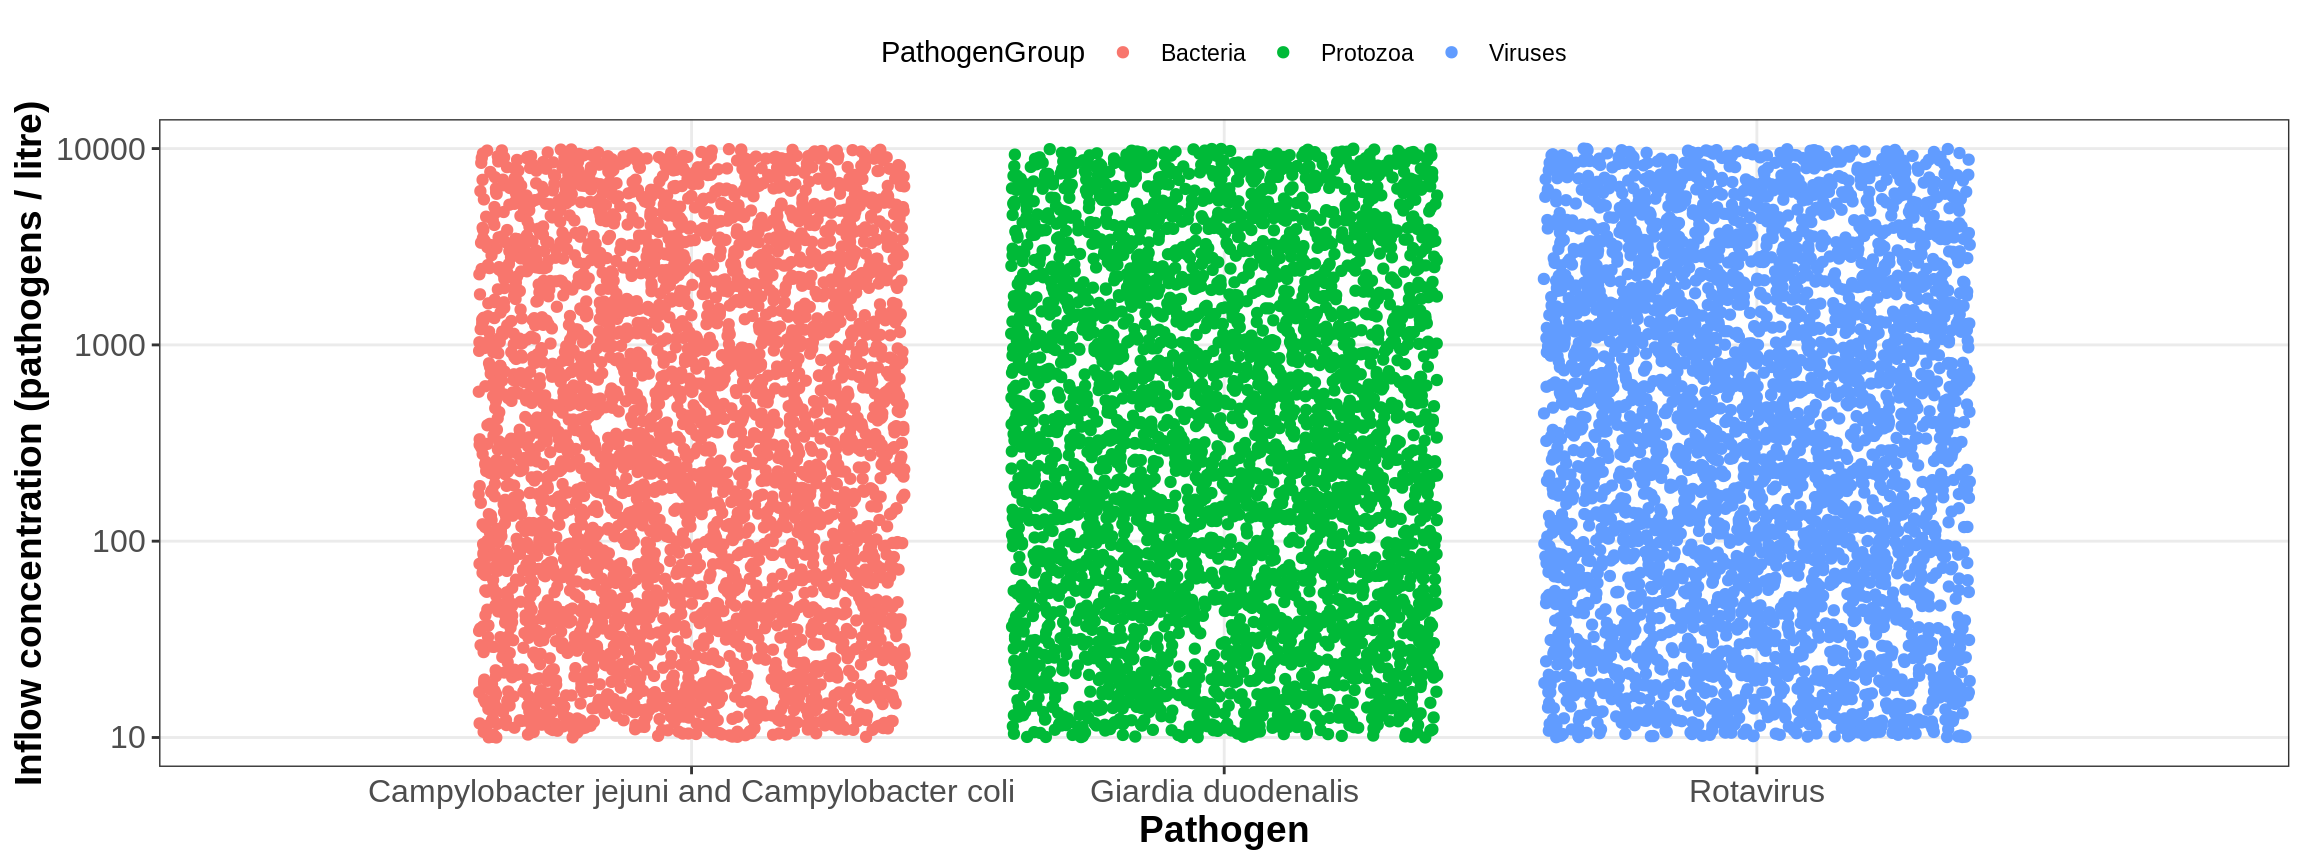 PathogenGroup Bacteria Protozoa Viruses
Inflow concentration (pathogens / litre)
10000
1000
100
10
Campylobacter jejuni and Campylobacter coli Giardia duodenalis Rotavirus
Pathogen